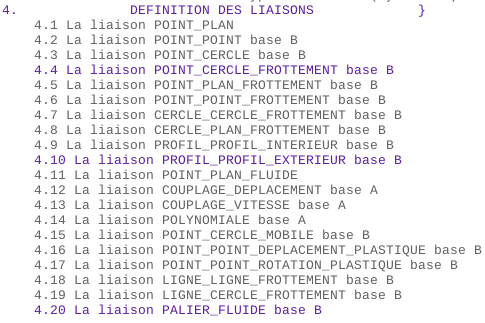 4. DEFINITION DES LIAISONS }
4.1 La liaison POINT_PLAN
4.2 La liaison POINT_POINT base B
4.3 La liaison POINT_CERCLE base B
4.4 La liaison POINT_CERCLE_FROTTEMENT base B
4.5 La liaison POINT_PLAN_FROTTEMENT base B
4.6 La liaison POINT_POINT_FROTTEMENT base B
4.7 La liaison CERCLE_CERCLE_FROTTEMENT base B
4.8 La liaison CERCLE_PLAN_FROTTEMENT base B
4.9 La liaison PROFIL_PROFIL_INTERIEUR base B
4.10 La liaison PROFIL_PROFIL_EXTERIEUR base B
4.11 La liaison POINT_PLAN_FLUIDE
4.12 La liaison COUPLAGE_DEPLACEMENT base A
4.13 La liaison COUPLAGE_VITESSE base A
4.14 La liaison POLYNOMIALE base A
4.15 La liaison POINT_CERCLE_MOBILE base B
4.16 La liaison POINT_POINT_DEPLACEMENT_PLASTIQUE base B
4.17 La liaison POINT_POINT_ROTATION_PLASTIQUE base B
4.18 La liaison LIGNE_LIGNE_FROTTEMENT base B
4.19 La liaison LIGNE_CERCLE_FROTTEMENT base B
4.20 La liaison PALIER_FLUIDE base B